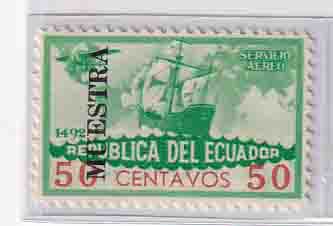 SERVICIO
AEREO
MUESTRA
1492
REPUBLICA DEL ECUADOR
50 CENTAVOS 50